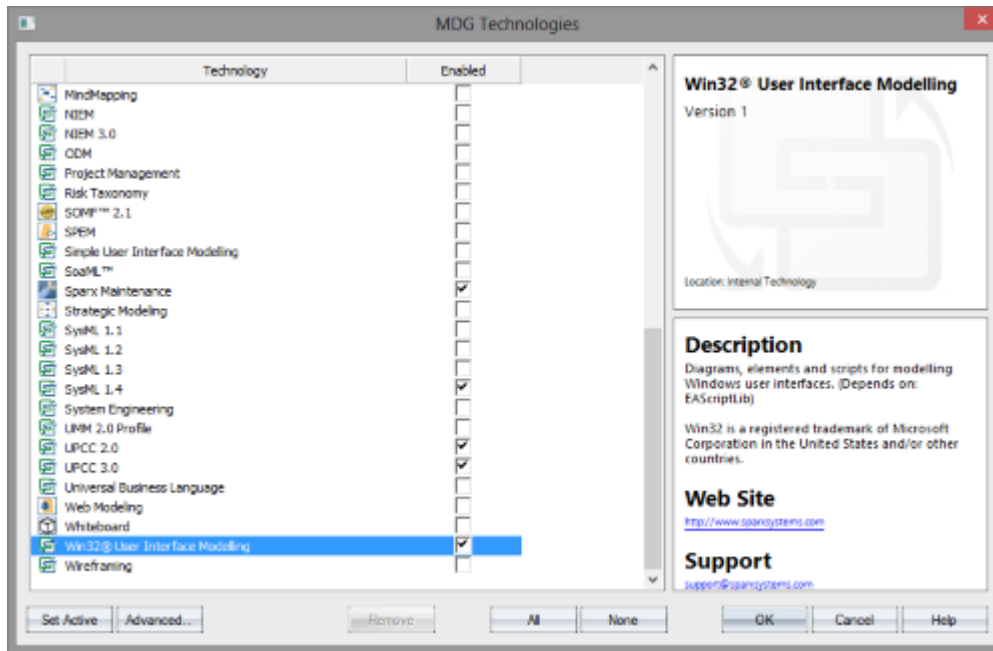 MDG Technologies
Technology Enabled
MindMapping
NIEM
NIEM 3.0
ODM
Project Management
Risk Taxonomy
SOMF™ 2.1
SPEM
Simple User Interface Modelling
SoaML™
Sparx Maintenance
Strategic Modeling
SysML 1.1
SysML 1.2
SysML 1.3
SysML 1.4
System Engineering
UMM 2.0 Profile
UPCC 2.0
UPCC 3.0
Universal Business Language
Web Modeling
Whiteboard
Win32® User Interface Modelling
Wireframing
Win32® User Interface Modelling
Version 1
Location: Internal Technology
Description
Diagrams, elements and scripts for modelling
Windows user interfaces. (Depends on:
EAScriptLib)
Win32 is a registered trademark of Microsoft
Corporation in the United States and/or other
countries.
Web Site
http://www.sparxsystems.com
Support
support@sparxsystems.com
Set Active Advanced... Remove All None OK Cancel Help